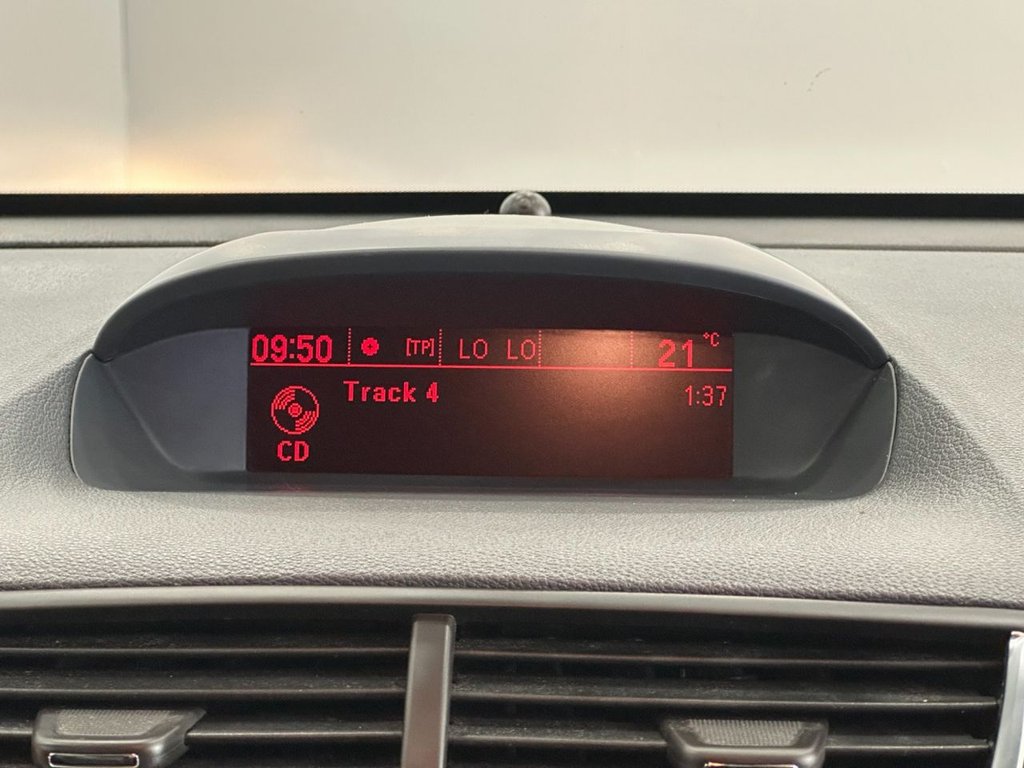 09:50 [TP] LO LO 21 °C
Track 4 1:37
CD